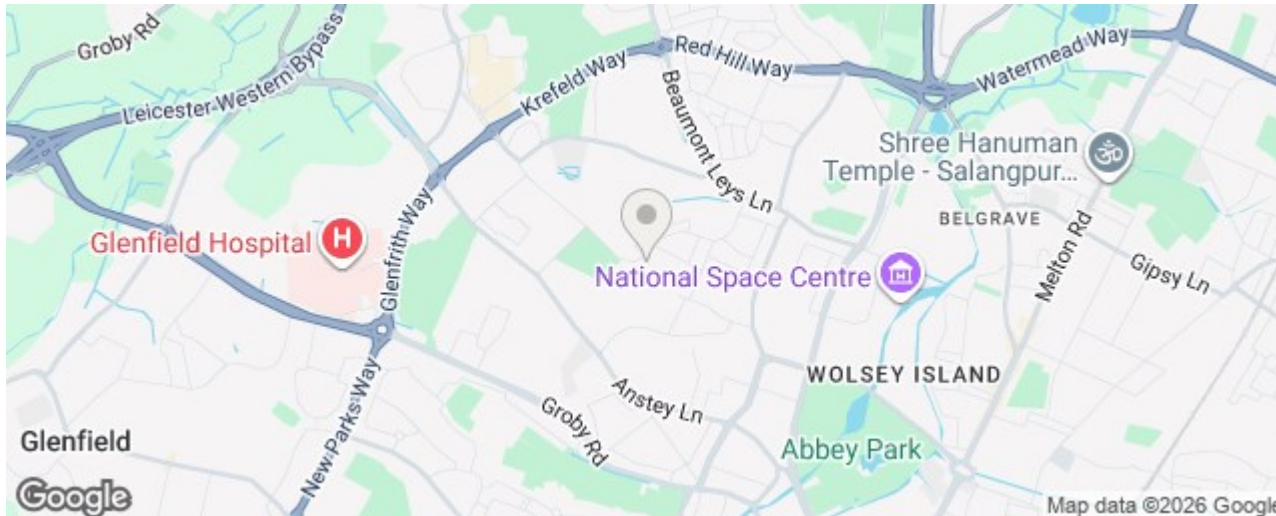 Groby Rd
Leicester Western Bypass
Krefeld Way
Red Hill Way
Watermead Way
Beaumont Leys Ln
Shree Hanuman
Temple - Salangpur...
BELGRAVE
Glenfield Hospital
H
Glenfrith Way
National Space Centre
Melton Rd
Gipsy Ln
New Parks Way
WOLSEY ISLAND
Anstey Ln
Groby Rd
Abbey Park
Glenfield
Google
Map data ©2026 Google